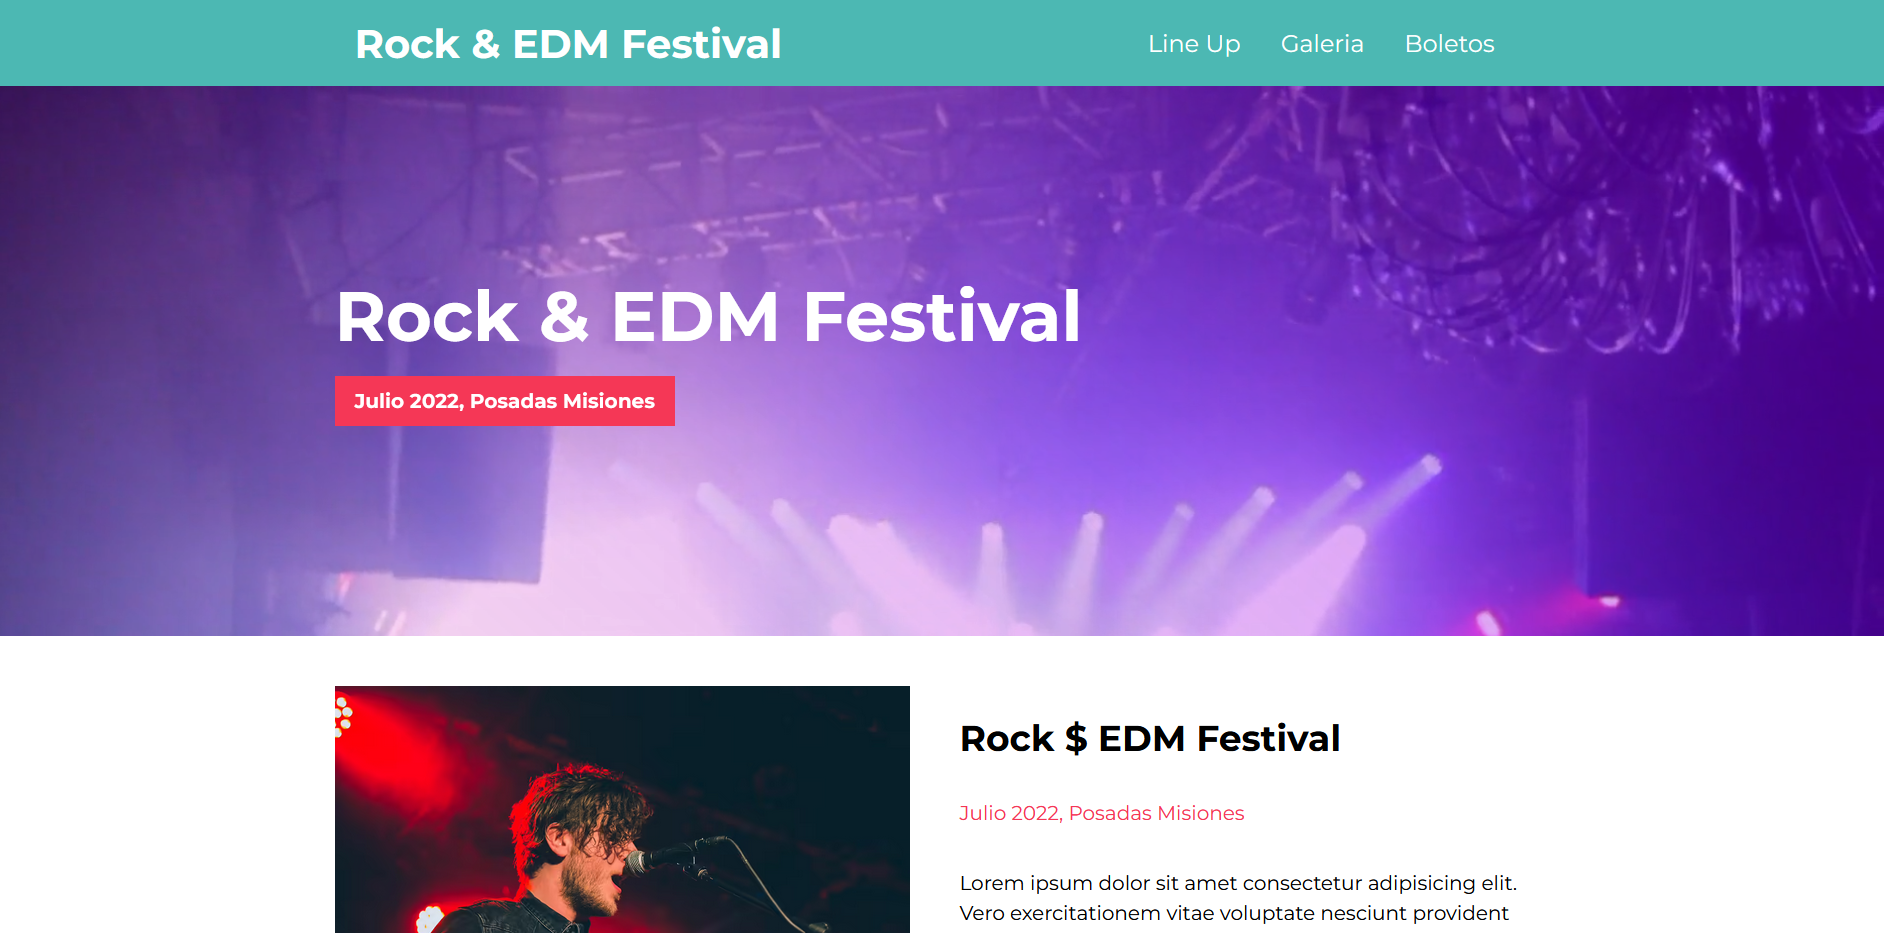 Rock & EDM Festival
Line Up Galeria Boletos
Rock & EDM Festival
Julio 2022, Posadas Misiones
Rock $ EDM Festival
Julio 2022, Posadas Misiones
Lorem ipsum dolor sit amet consectetur adipisicing elit.
Vero exercitationem vitae voluptate nesciunt provident